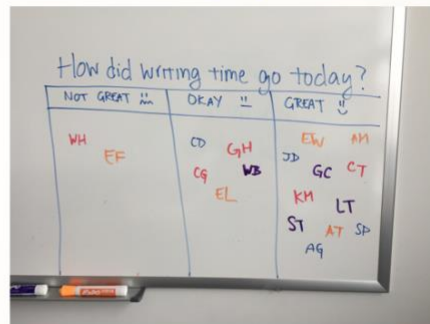 How did writing time go today?
NOT GREAT OKAY GREAT
WH
EF
CD GH
CG WB
EL
EW AM
JD GC CT
KM LT
ST AT SP
AG